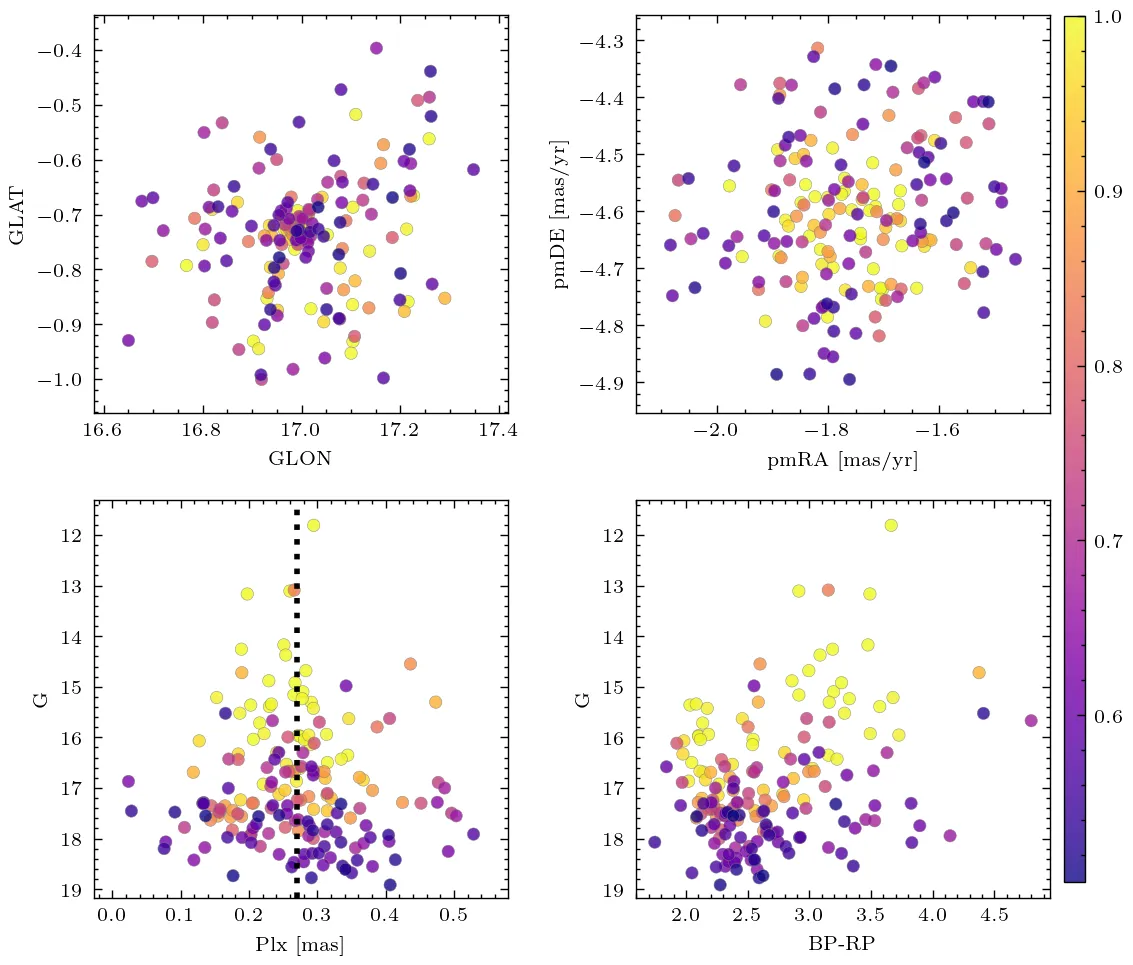 −0.4
−0.5
−0.6
−0.7
−0.8
−0.9
−1.0
GLAT
16.6 16.8 17.0 17.2 17.4
GLON
−4.3
−4.4
−4.5
−4.6
−4.7
−4.8
−4.9
pmDE [mas/yr]
−2.0 −1.8 −1.6
pmRA [mas/yr]
12
13
14
15
16
17
18
19
G
0.0 0.1 0.2 0.3 0.4 0.5
Plx [mas]
12
13
14
15
16
17
18
19
G
2.0 2.5 3.0 3.5 4.0 4.5
BP-RP
1.0
0.9
0.8
0.7
0.6